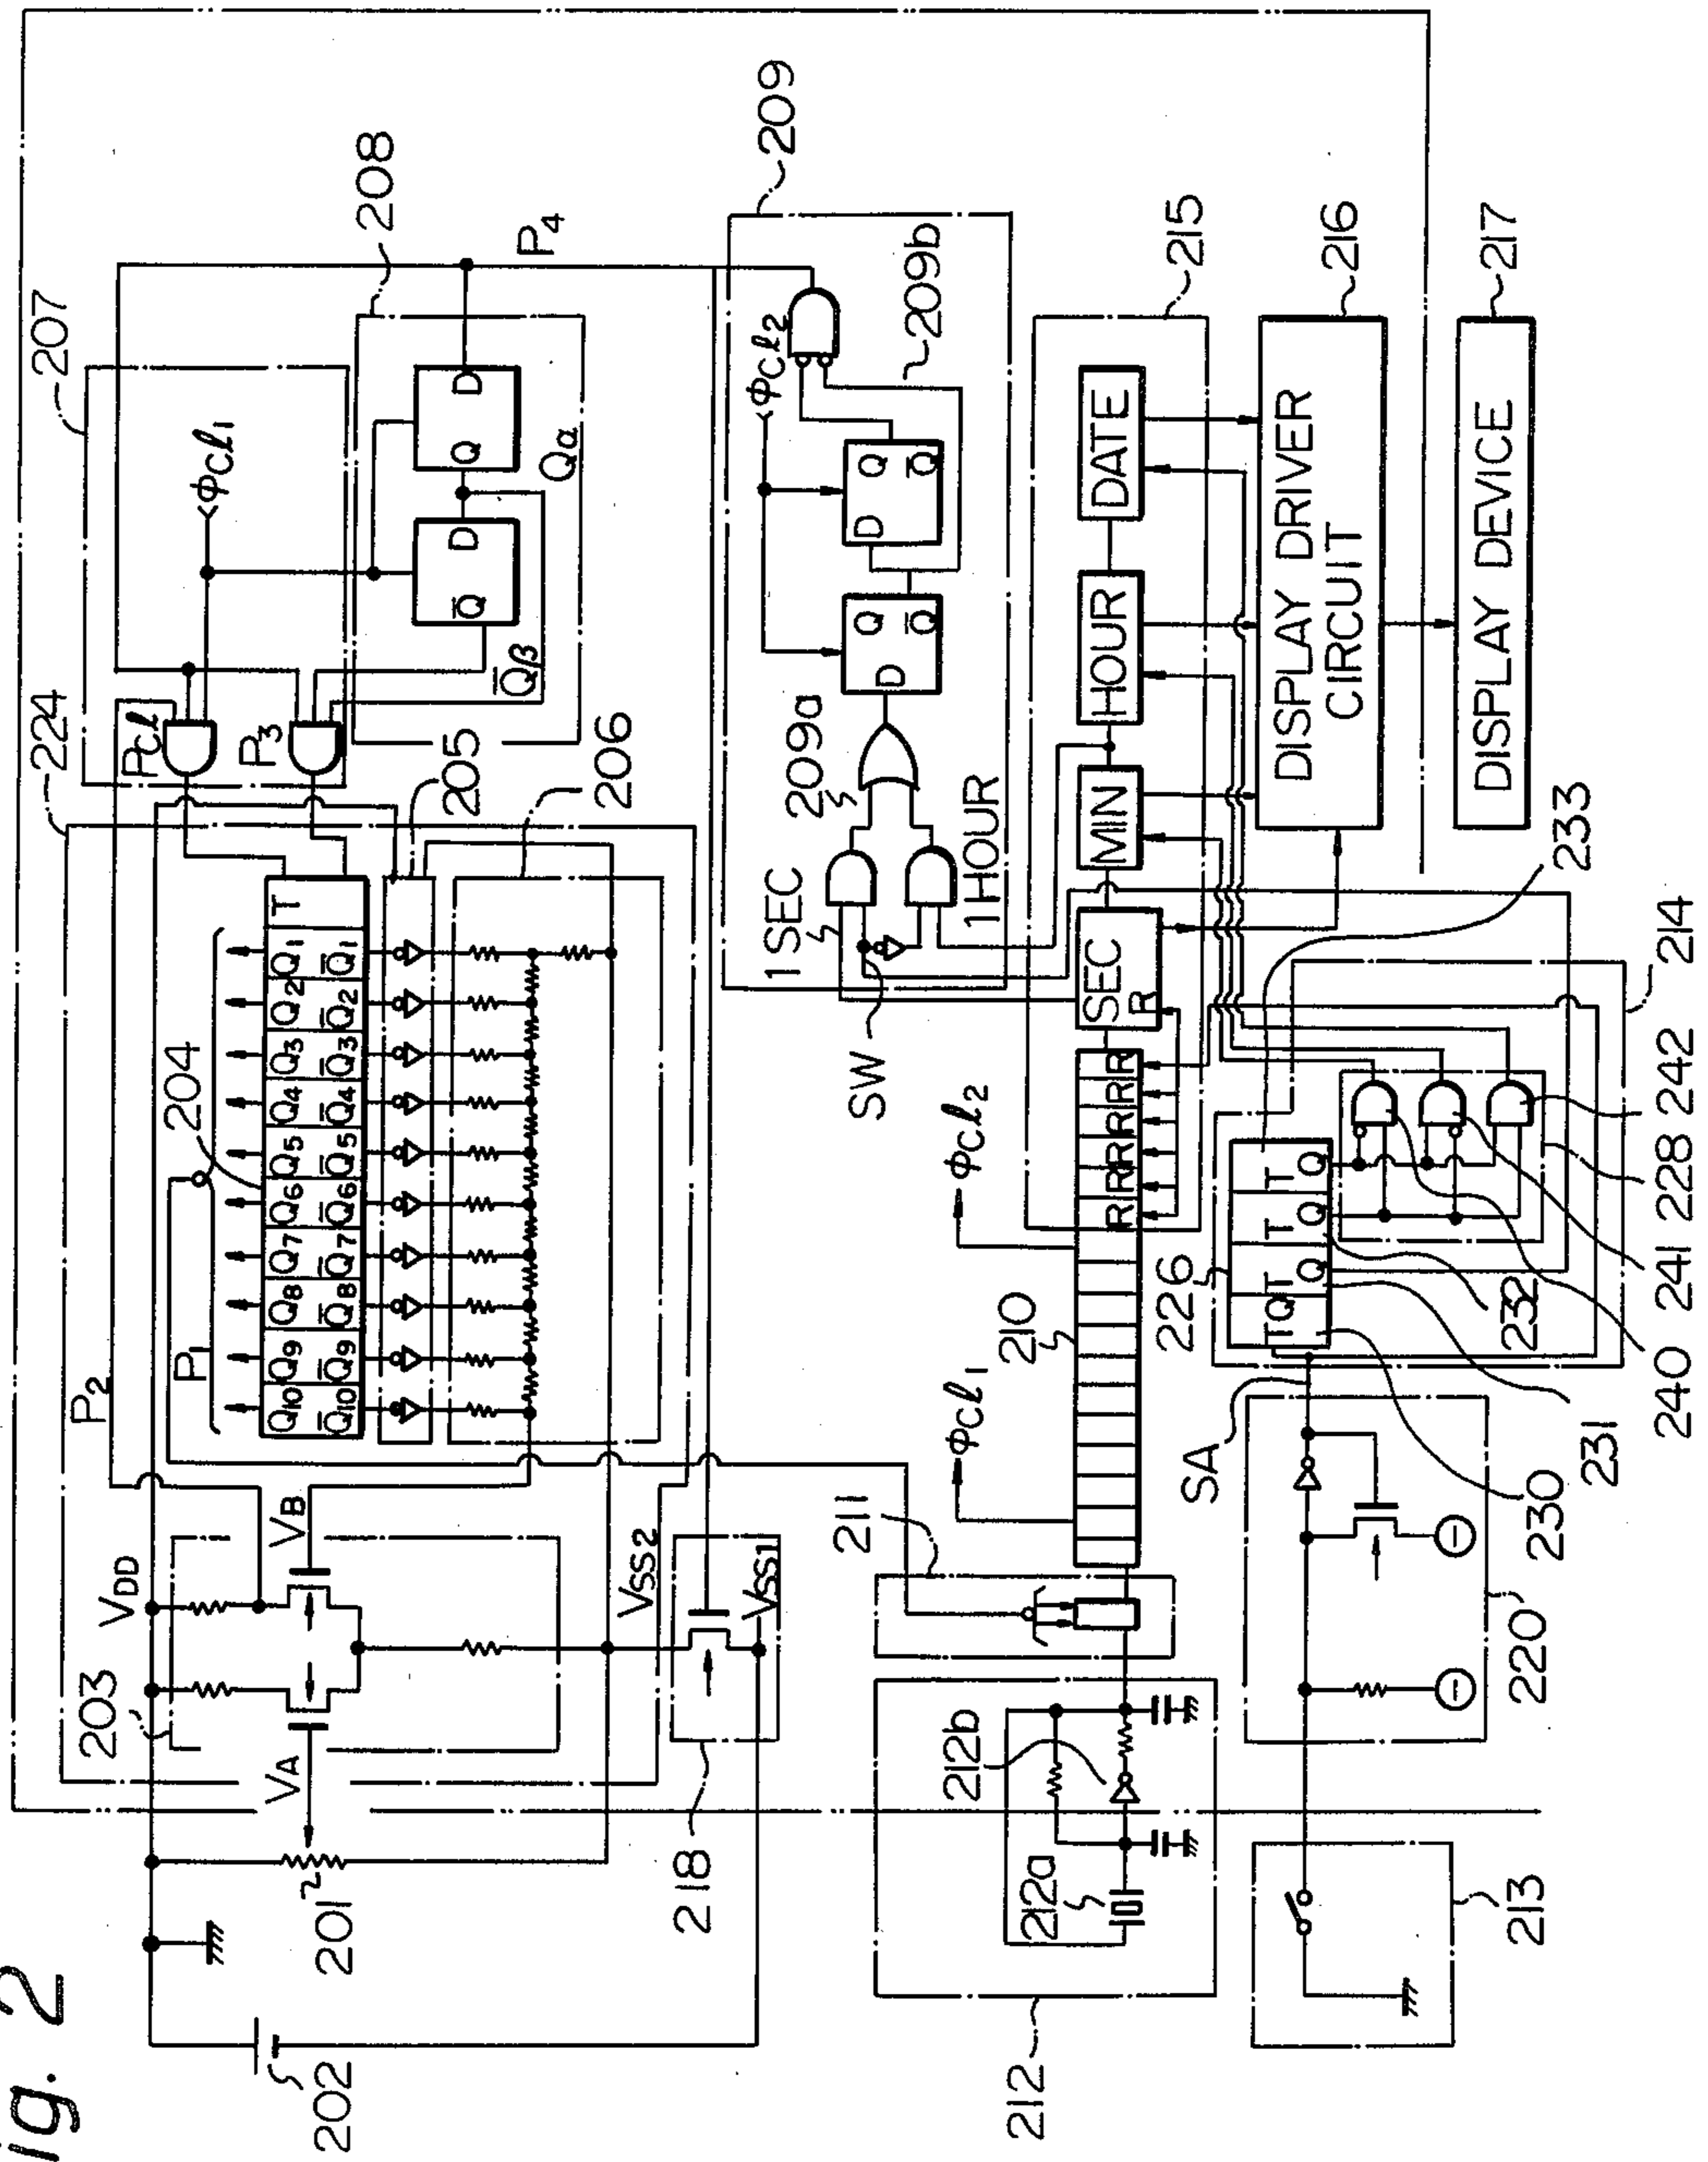 Fig. 2
202
201
203
VDD
VA
VB
P2
P1
204
224
207
PCl
P3
φCl1
208
Q̄β
Qα
P4
Q D
Q̄ D
Q10 Q9 Q8 Q7 Q6 Q5 Q4 Q3 Q2 Q1 T
Q̄10 Q̄9 Q̄8 Q̄7 Q̄6 Q̄5 Q̄4 Q̄3 Q̄2 Q̄1
205
206
VSS2
VSS1
218
209
209a
209b
φCl2
1SEC
1HOUR
SW
D Q Q̄
D Q Q̄
212
212a
212b
211
φCl1
210
φCl2
R R R R R R
SEC
R
MIN
HOUR
DATE
215
DISPLAY DRIVER
CIRCUIT
216
DISPLAY DEVICE
217
213
220
SA
226
T Q T Q T Q T Q
230
231
232
233
240
241
228
242
214